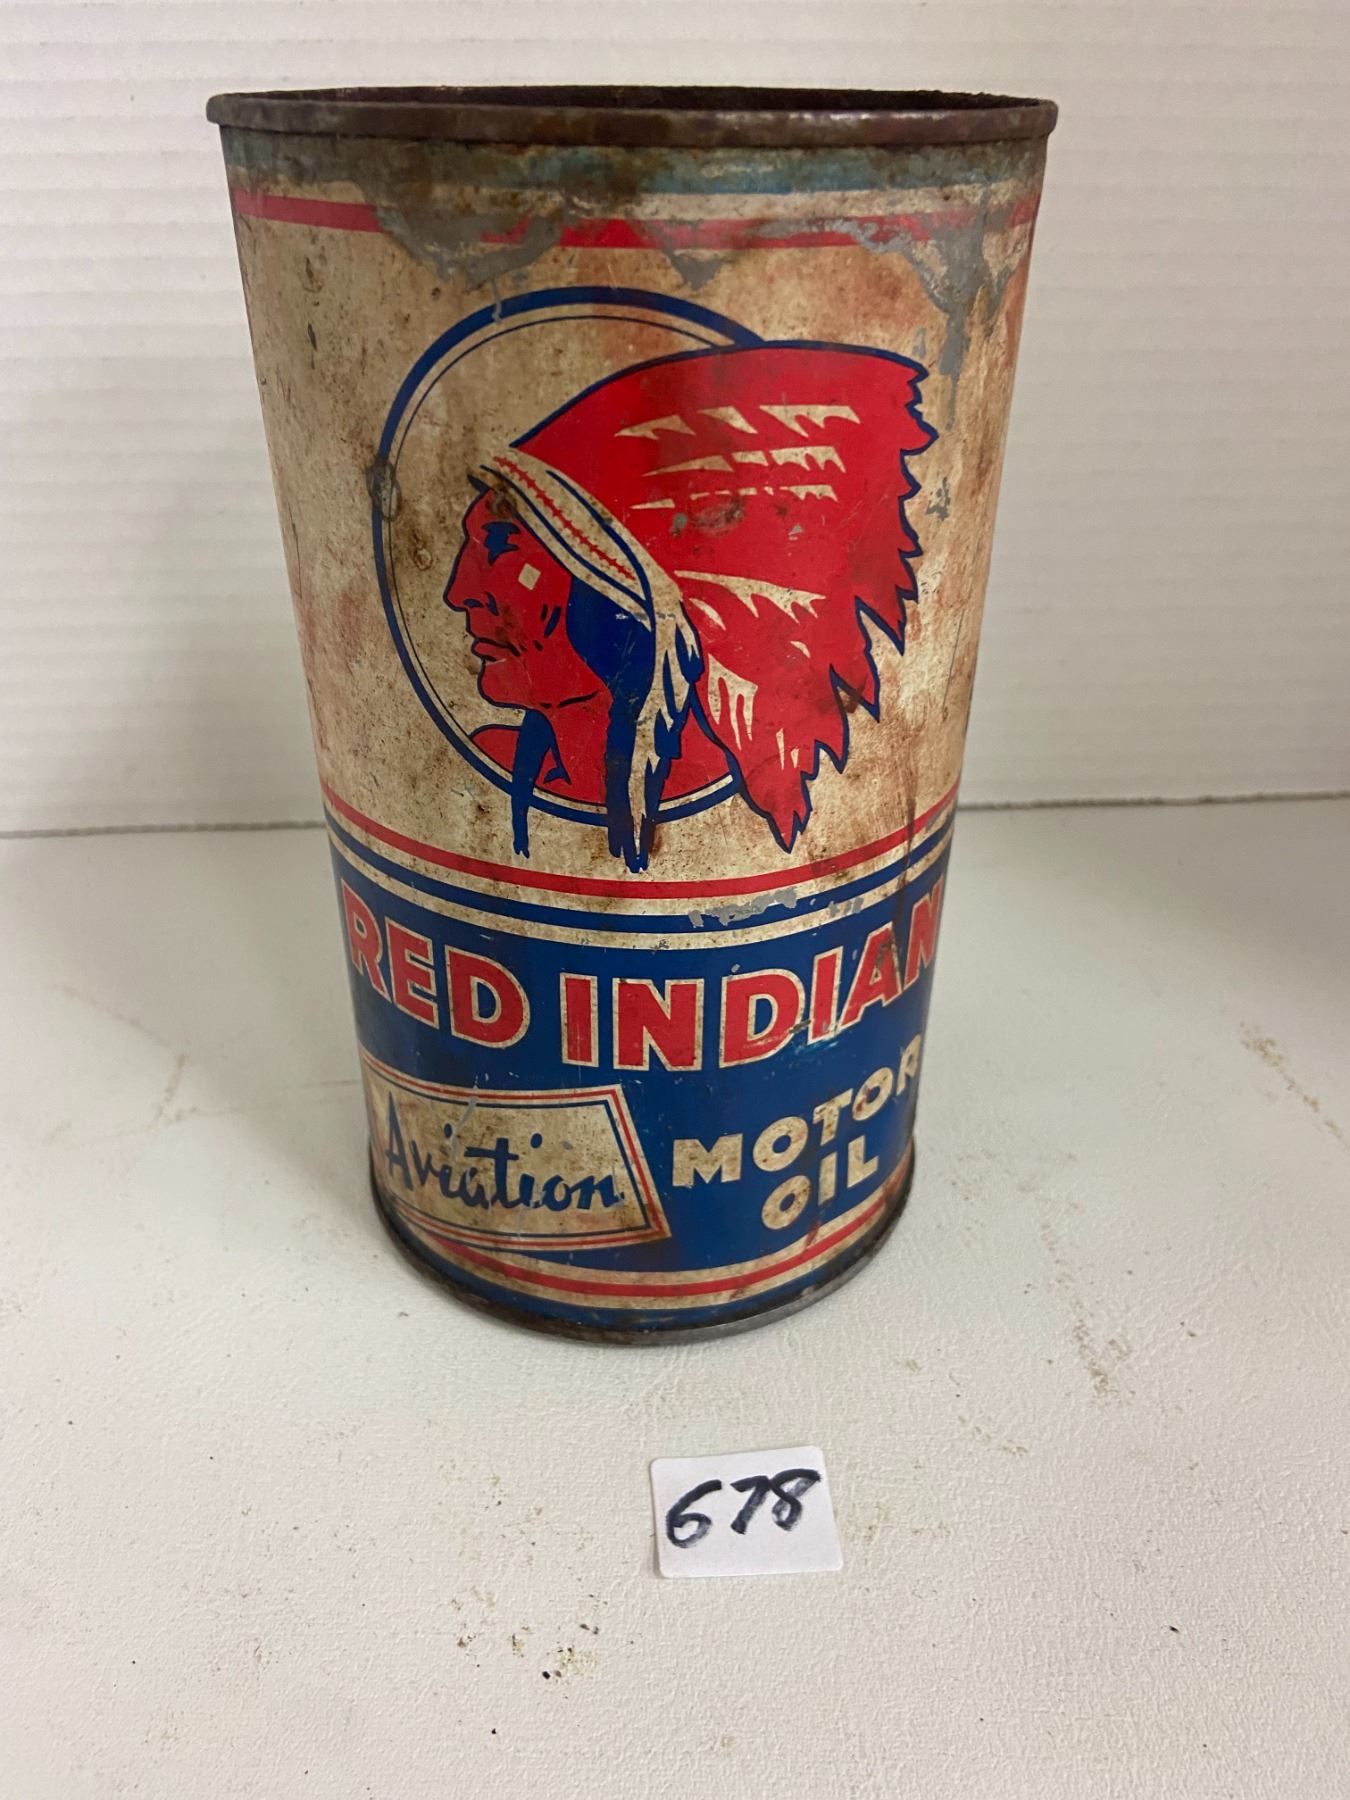 RED INDIAN
Aviation
MOTOR
OIL
678